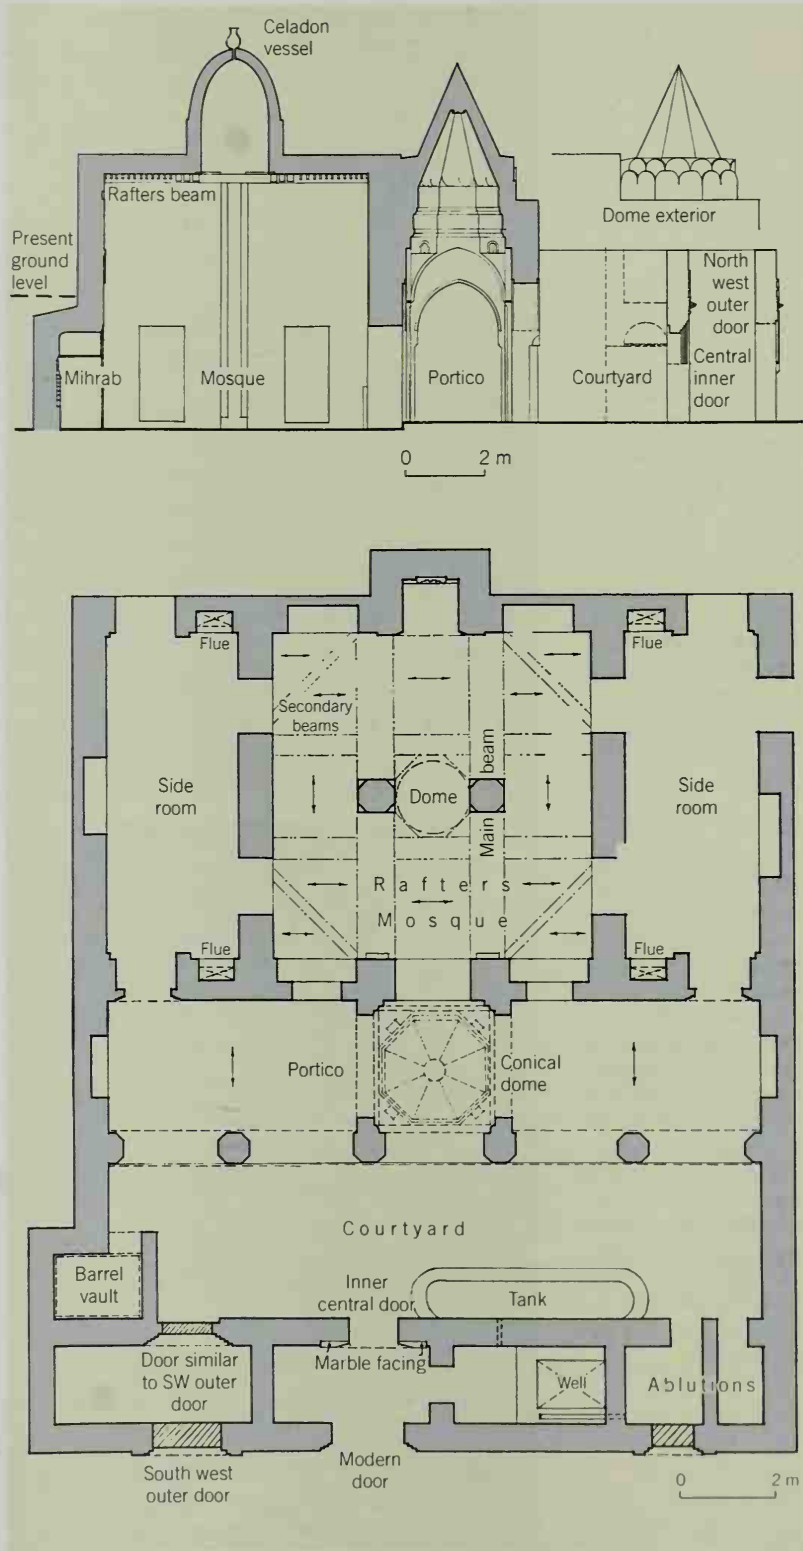 Celadon
vessel
Rafters beam
Dome exterior
Present
ground
level
North
west
outer
door
Mihrab
Mosque
Portico
Courtyard
Central
inner
door
0 2 m
Flue
Flue
Secondary
beams
Side
room
Dome
Main beam
Side
room
Rafters
Mosque
Flue
Flue
Portico
Conical
dome
Courtyard
Barrel
vault
Inner
central door
Tank
Door similar
to SW outer
door
Marble facing
Well
Ablutions
South west
outer door
Modern
door
0 2 m